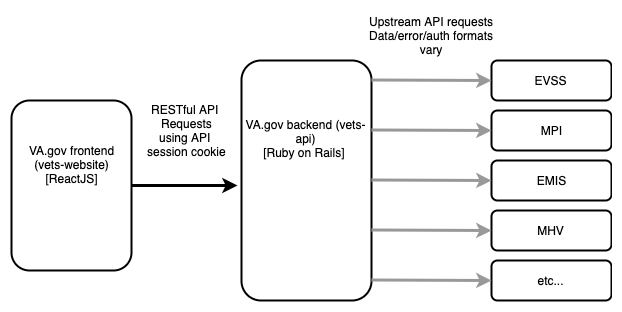 Upstream API requests
Data/error/auth formats
vary
RESTful API
Requests
using API
session cookie
VA.gov frontend
(vets-website)
[ReactJS]
VA.gov backend (vets-
api)
[Ruby on Rails]
EVSS
MPI
EMIS
MHV
etc...